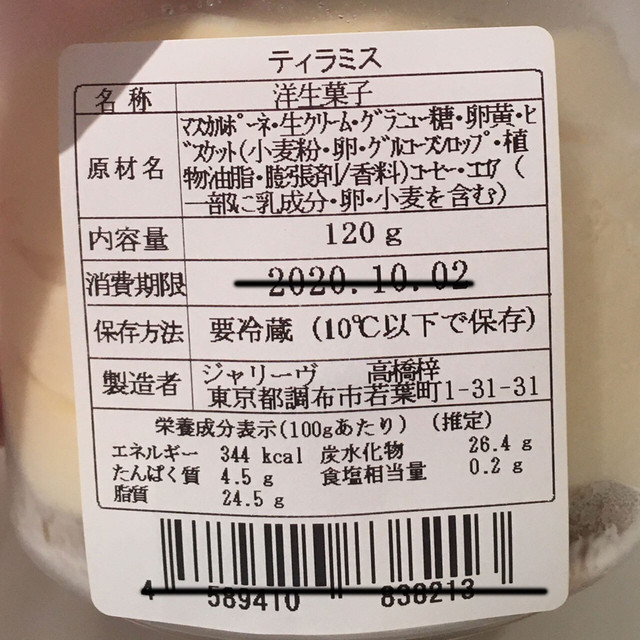 ティラミス
名称 洋生菓子
原材名 マスカルポーネ・生クリーム・グラニュー糖・卵黄・ビ
スケット(小麦粉・卵・グルコースシロップ・植
物油脂・膨張剤/香料)コーヒー・ココア(
一部に乳成分・卵・小麦を含む)
内容量 120g
消費期限 2020.10.02
保存方法 要冷蔵(10℃以下で保存)
製造者 ジャリーヴ 高橋梓
東京都調布市若葉町1-31-31
栄養成分表示(100gあたり) (推定)
エネルギー 344 kcal 炭水化物 26.4 g
たんぱく質 4.5 g 食塩相当量 0.2 g
脂質 24.5 g
4 589410 838213